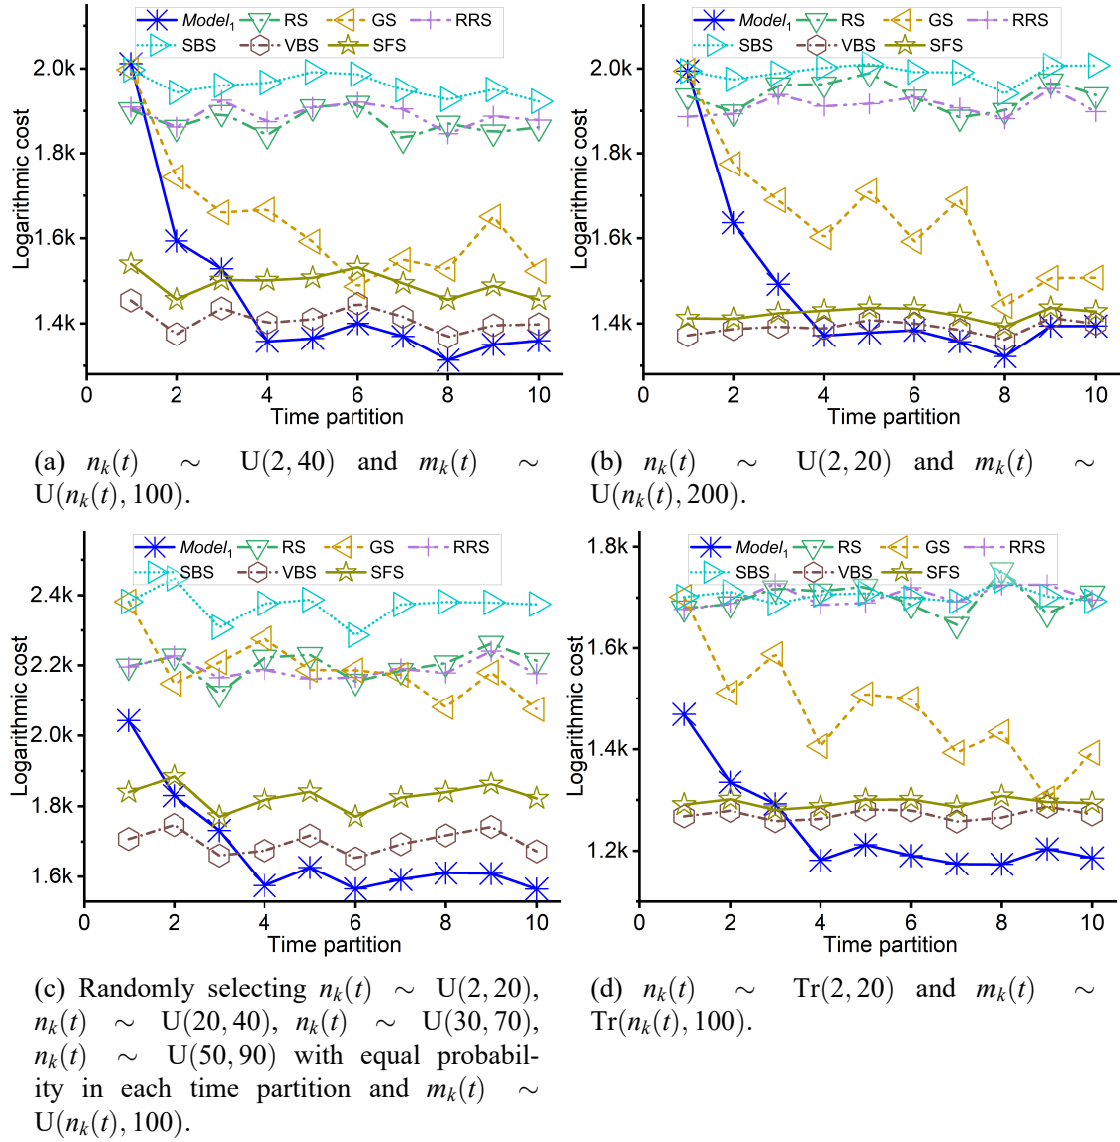 Model₁ RS GS RRS
SBS VBS SFS
Logarithmic cost
2.0k
1.8k
1.6k
1.4k
0 2 4 6 8 10
Time partition
(a) nₖ(t) ∼ U(2, 40) and mₖ(t) ∼
U(nₖ(t), 100).
Model₁ RS GS RRS
SBS VBS SFS
Logarithmic cost
2.0k
1.8k
1.6k
1.4k
0 2 4 6 8 10
Time partition
(b) nₖ(t) ∼ U(2, 20) and mₖ(t) ∼
U(nₖ(t), 200).
Model₁ RS GS RRS
SBS VBS SFS
Logarithmic cost
2.4k
2.2k
2.0k
1.8k
1.6k
0 2 4 6 8 10
Time partition
(c) Randomly selecting nₖ(t) ∼ U(2, 20),
nₖ(t) ∼ U(20, 40), nₖ(t) ∼ U(30, 70),
nₖ(t) ∼ U(50, 90) with equal probabil-
ity in each time partition and mₖ(t) ∼
U(nₖ(t), 100).
Model₁ RS GS RRS
SBS VBS SFS
Logarithmic cost
1.8k
1.6k
1.4k
1.2k
0 2 4 6 8 10
Time partition
(d) nₖ(t) ∼ Tr(2, 20) and mₖ(t) ∼
Tr(nₖ(t), 100).